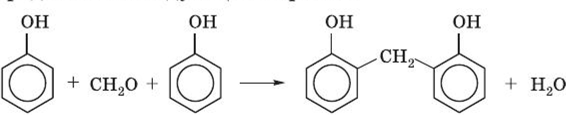 OH OH OH OH
+ CH₂O + ⟶ CH₂ + H₂O